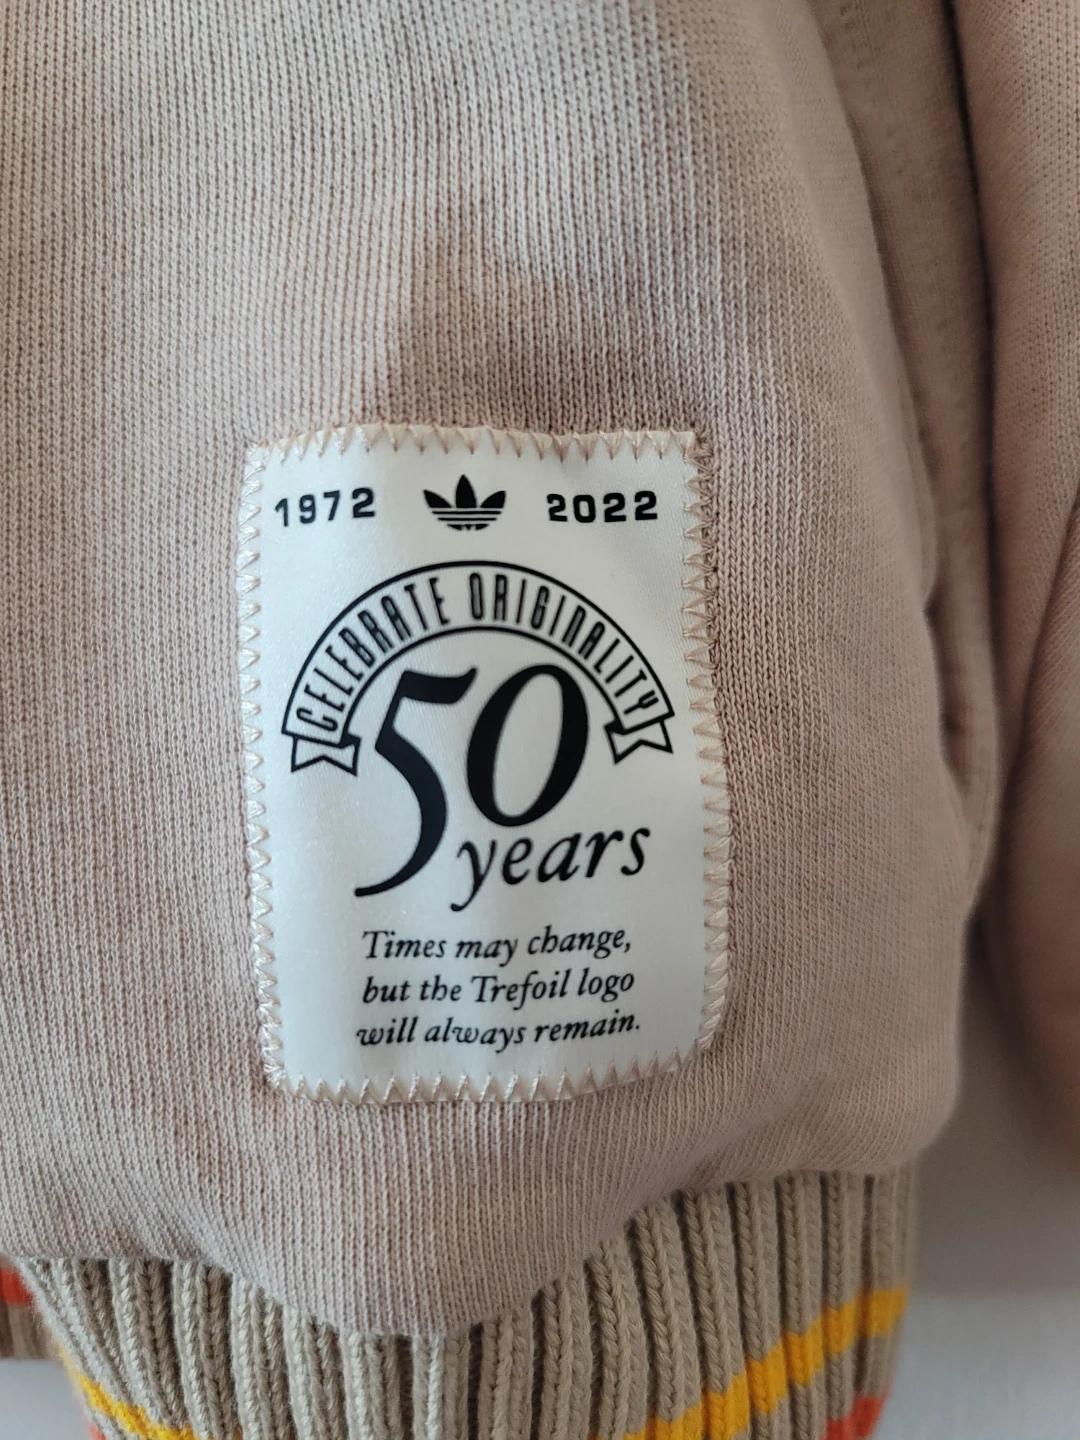 1972 2022
CELEBRATE ORIGINALITY
50
years
Times may change,
but the Trefoil logo
will always remain.